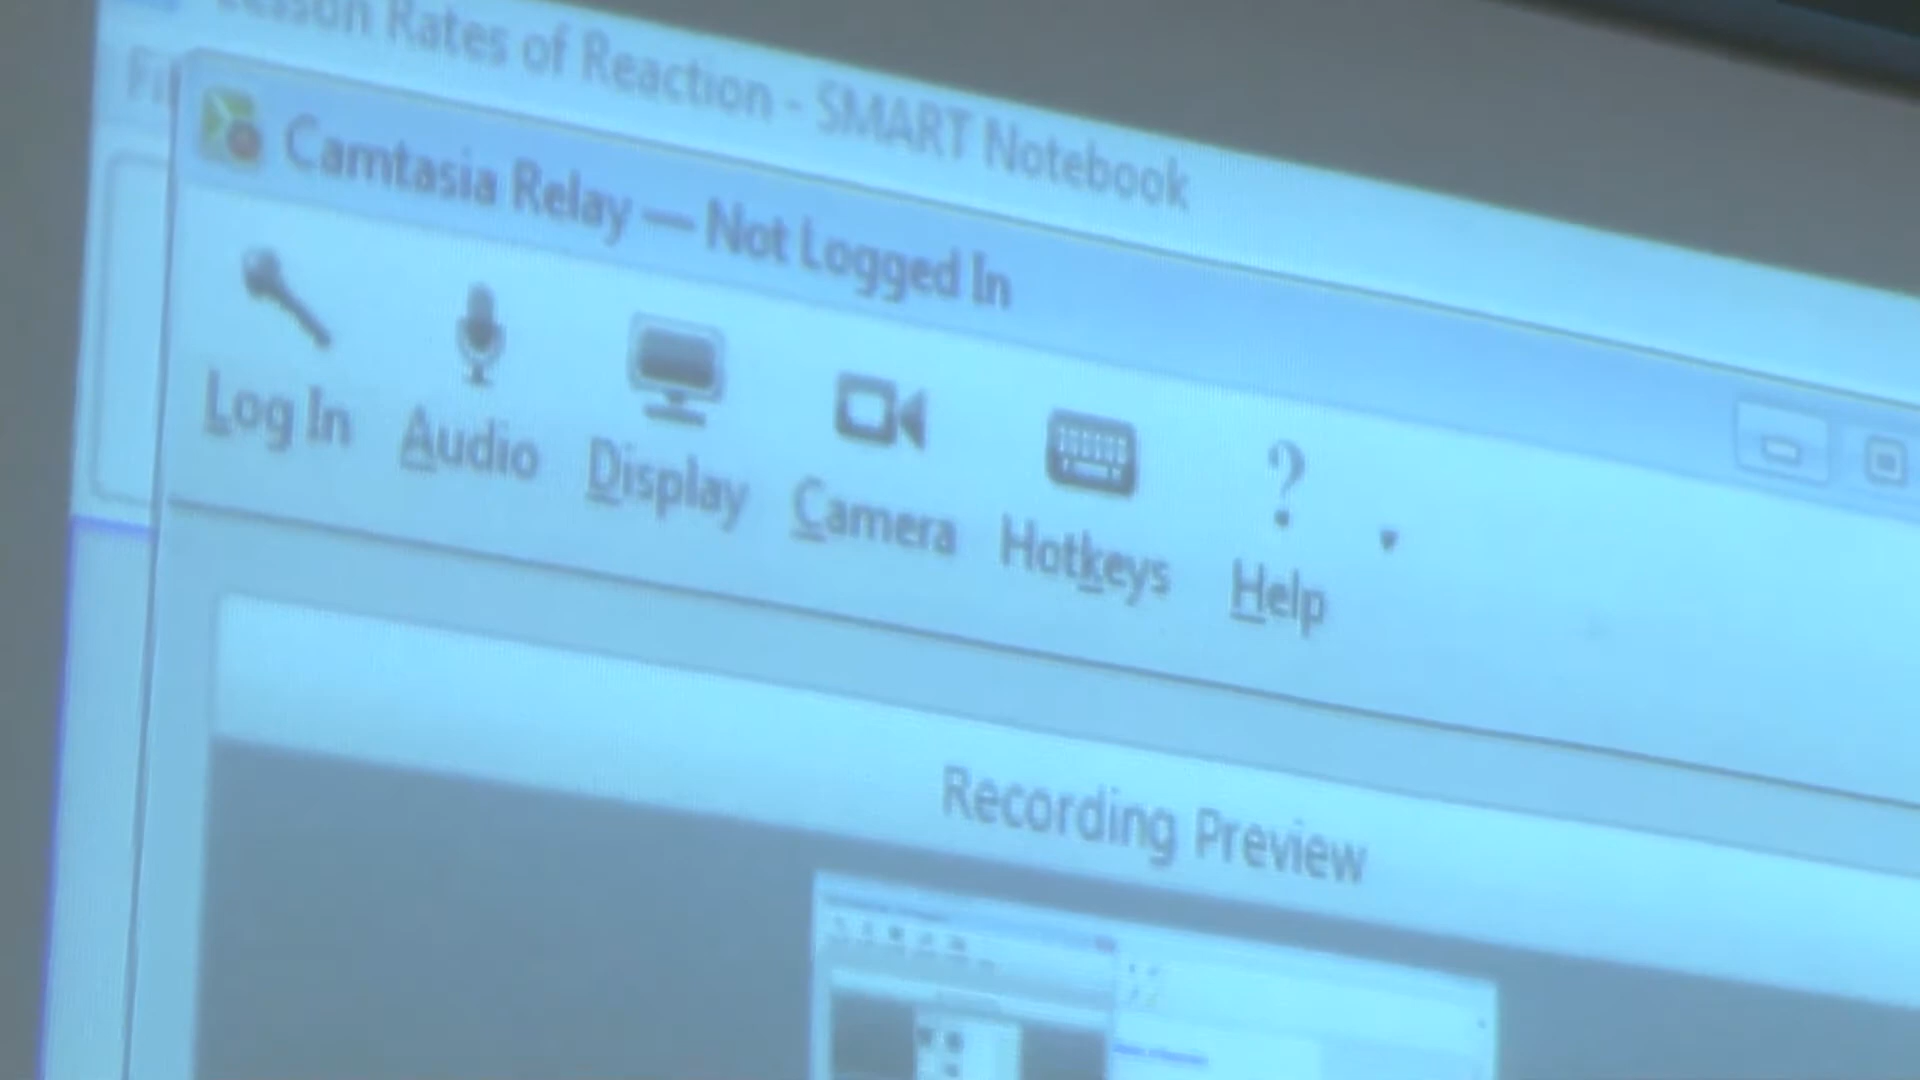 Lesson Rates of Reaction - SMART Notebook
Camtasia Relay — Not Logged In
Log In Audio Display Camera Hotkeys ? Help
Recording Preview